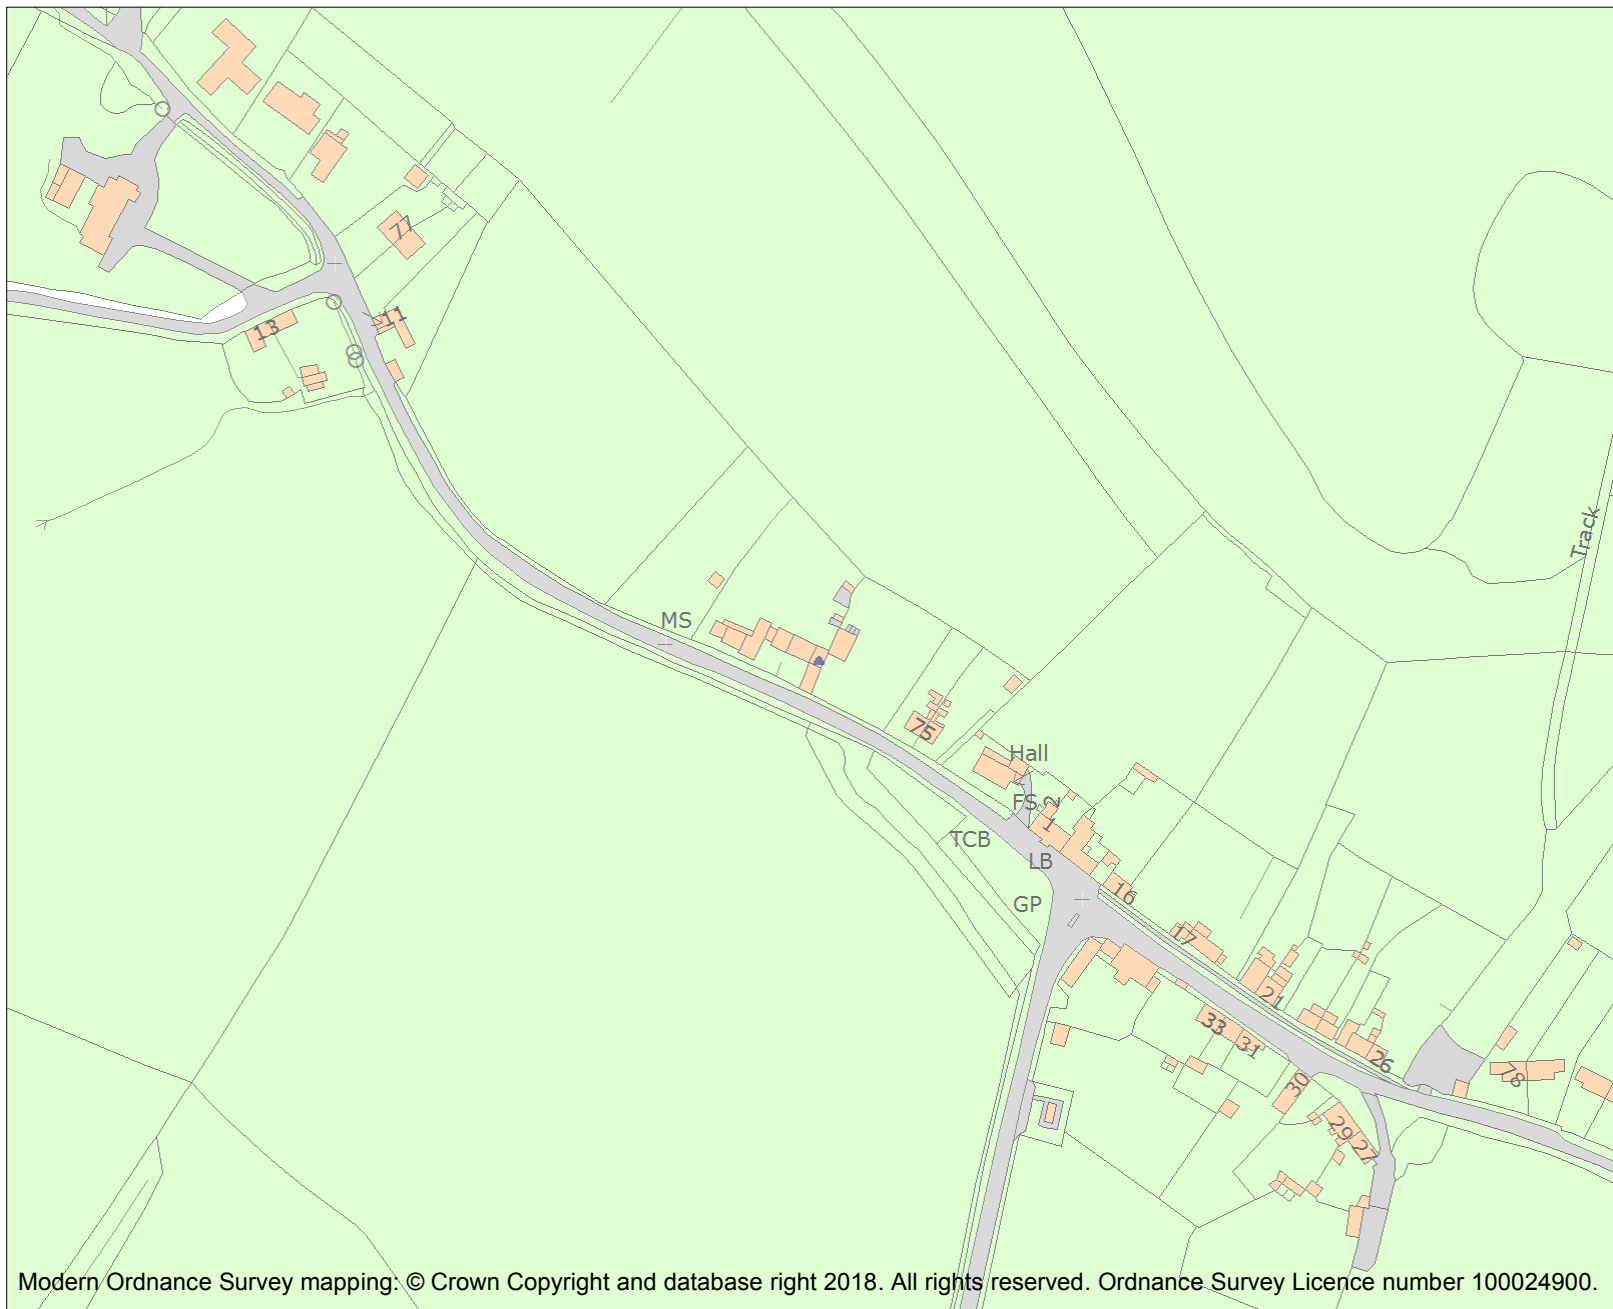 77
11
13
Track
MS
75
Hall
FS
2
1
TCB
LB
16
GP
17
21
33
31
26
78
30
29
27
Modern Ordnance Survey mapping: © Crown Copyright and database right 2018. All rights reserved. Ordnance Survey Licence number 100024900.